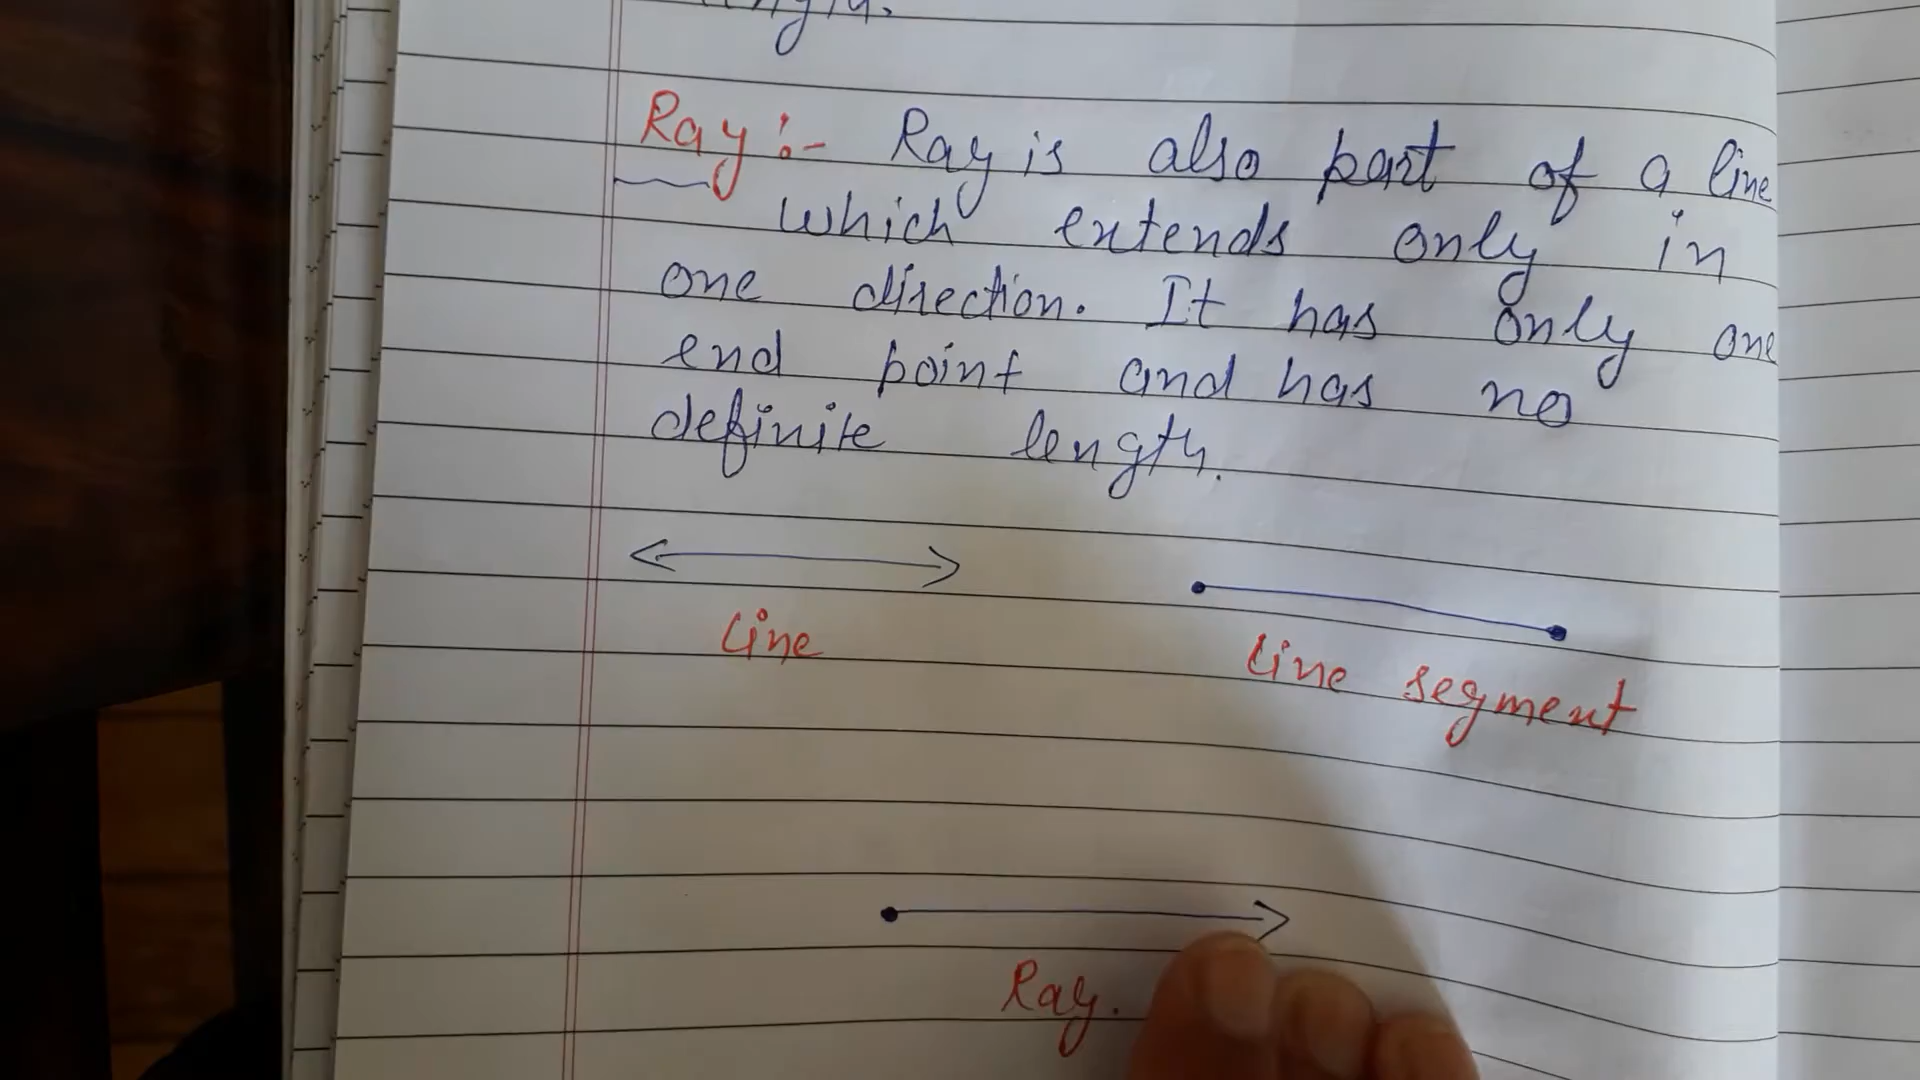 Ray :- Ray is also part of a line
which extends only in
one direction. It has only one
end point and has no
definite length.
Line
Line segment
Ray.